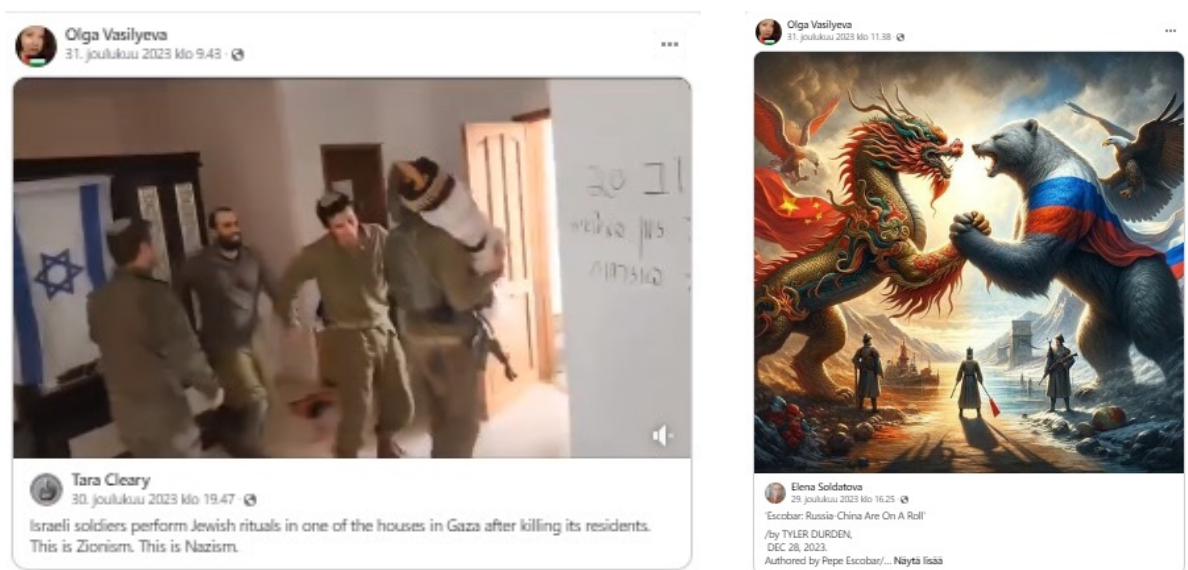 Olga Vasilyeva
31. joulukuu 2023 klo 9.43
Tara Cleary
30. joulukuu 2023 klo 19.47
Israeli soldiers perform Jewish rituals in one of the houses in Gaza after killing its residents.
This is Zionism. This is Nazism.
Olga Vasilyeva
31. joulukuu 2023 klo 11.38
Elena Soldatova
29. joulukuu 2023 klo 16.25
'Escobar: Russia-China Are On A Roll'
/by TYLER DURDEN,
DEC 28, 2023.
Authored by Pepe Escobar/... Näytä lisää